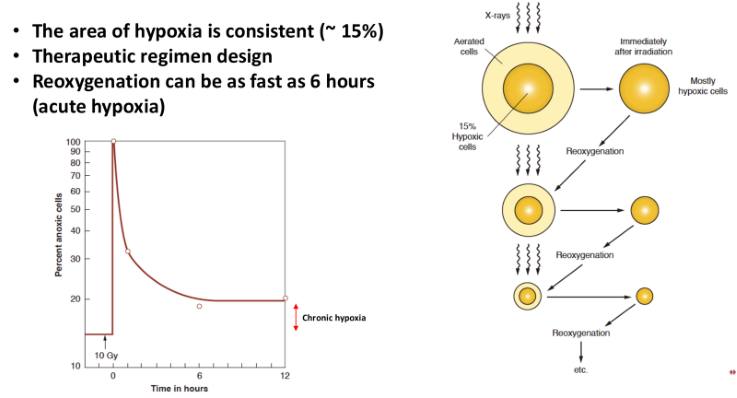 • The area of hypoxia is consistent (~ 15%)
• Therapeutic regimen design
• Reoxygenation can be as fast as 6 hours
(acute hypoxia)
100
90
80
70
60
50
40
30
20
10
Percent anoxic cells
10 Gy
0
6
12
Time in hours
Chronic hypoxia
X-rays
Aerated
cells
15%
Hypoxic
cells
Immediately
after irradiation
Mostly
hypoxic cells
Reoxygenation
Reoxygenation
Reoxygenation
etc.